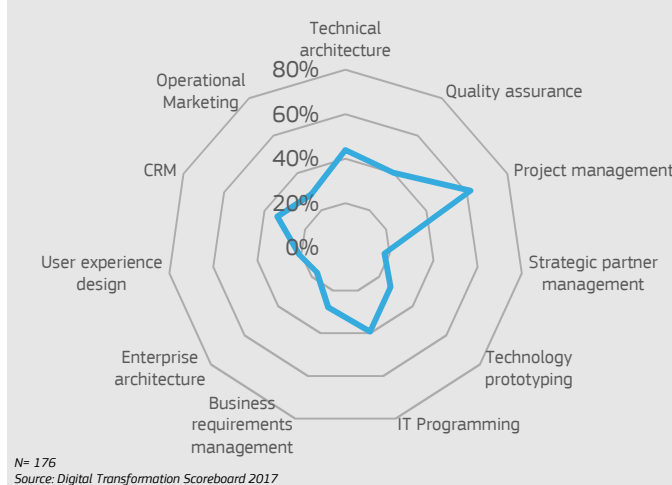 Technical
architecture
80%
Operational
Marketing
Quality assurance
60%
40%
CRM
Project management
20%
0%
User experience
design
Strategic partner
management
Enterprise
architecture
Technology
prototyping
Business
requirements
management
IT Programming
N= 176
Source: Digital Transformation Scoreboard 2017